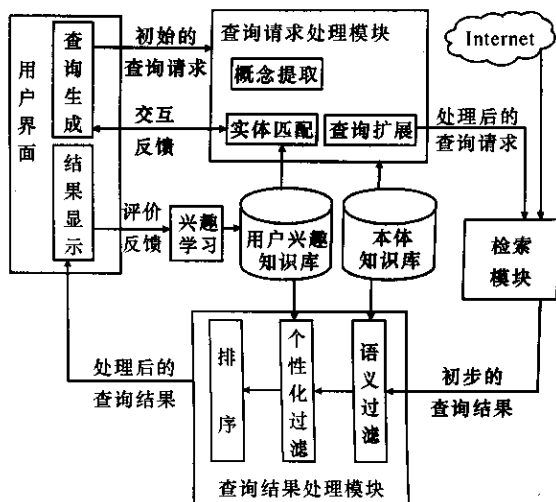 用户界面
查询生成
结果显示
初始的
查询请求
交互
反馈
评价
反馈
兴趣
学习
查询请求处理模块
概念提取
实体匹配
查询扩展
Internet
处理后的
查询请求
用户兴趣
知识库
本体
知识库
检索
模块
处理后的
查询结果
排序
个性化过滤
语义过滤
初步的
查询结果
查询结果处理模块